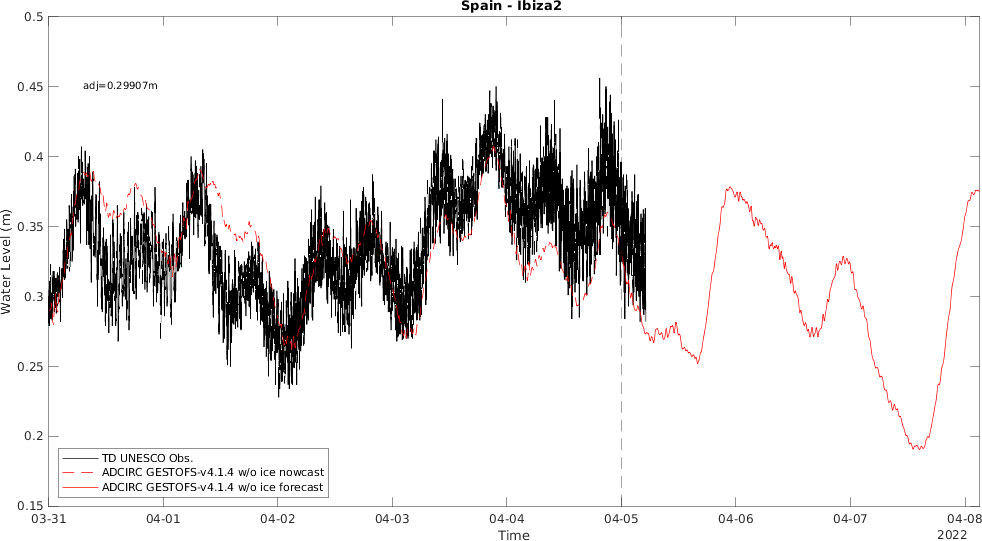 Spain - Ibiza2
0.5
0.45
0.4
0.35
0.3
0.25
0.2
0.15
Water Level (m)
adj=0.29907m
TD UNESCO Obs.
ADCIRC GESTOFS-v4.1.4 w/o ice nowcast
ADCIRC GESTOFS-v4.1.4 w/o ice forecast
03-31 04-01 04-02 04-03 04-04 04-05 04-06 04-07 04-08
Time
2022